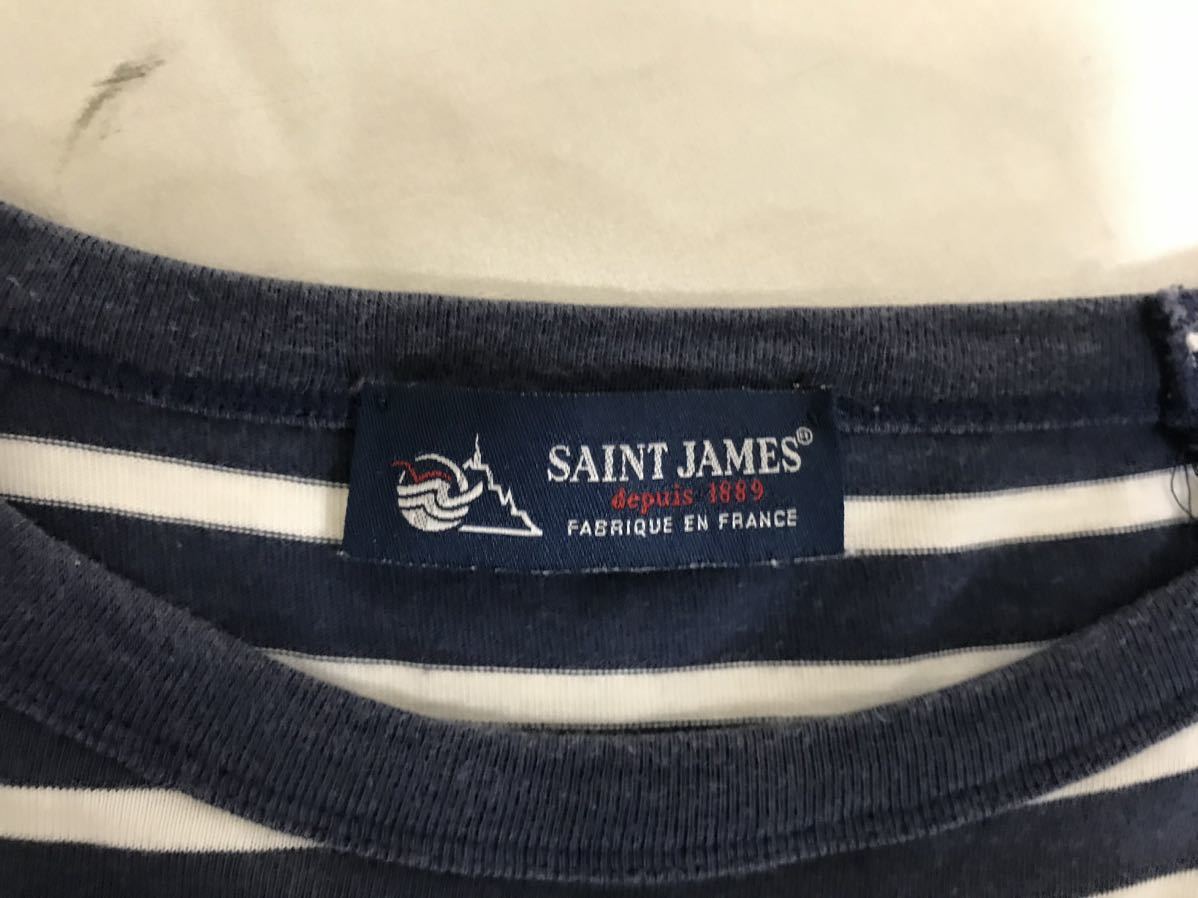 SAINT JAMES®
depuis 1889
FABRIQUE EN FRANCE